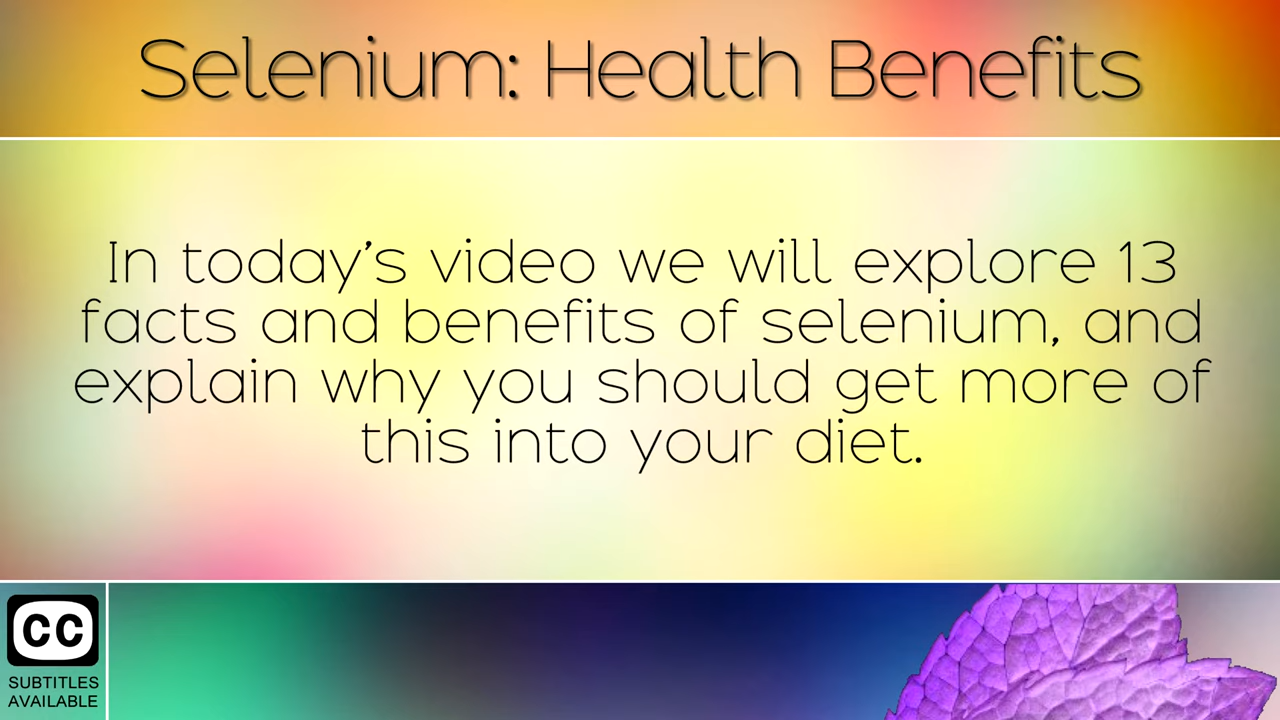 Selenium: Health Benefits
In today's video we will explore 13
facts and benefits of selenium, and
explain why you should get more of
this into your diet.
CC
SUBTITLES
AVAILABLE